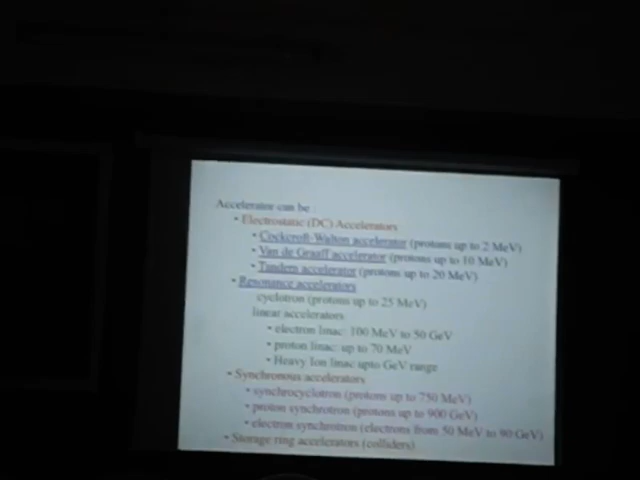 Accelerator can be
• Electrostatic (DC) Accelerators
• Cockcroft-Walton accelerator (protons up to 2 MeV)
• Van de Graaff accelerator (protons up to 10 MeV)
• Tandem accelerator (protons up to 20 MeV)
• Resonance accelerators
cyclotron (protons up to 25 MeV)
linear accelerators
• electron linac: 100 MeV to 50 GeV
• proton linac: up to 70 MeV
• Heavy Ion linac upto GeV range
• Synchronous accelerators
• synchrocyclotron (protons up to 750 MeV)
• proton synchrotron (protons up to 900 GeV)
• electron synchrotron (electrons from 50 MeV to 90 GeV)
• Storage ring accelerators (colliders)